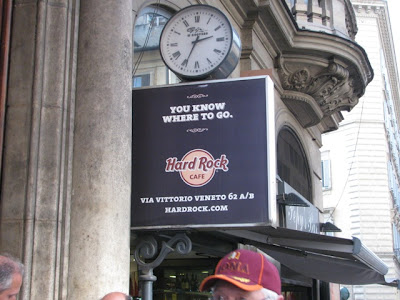 YOU KNOW
WHERE TO GO.
Hard Rock
CAFE
VIA VITTORIO VENETO 62 A/B
HARDROCK.COM